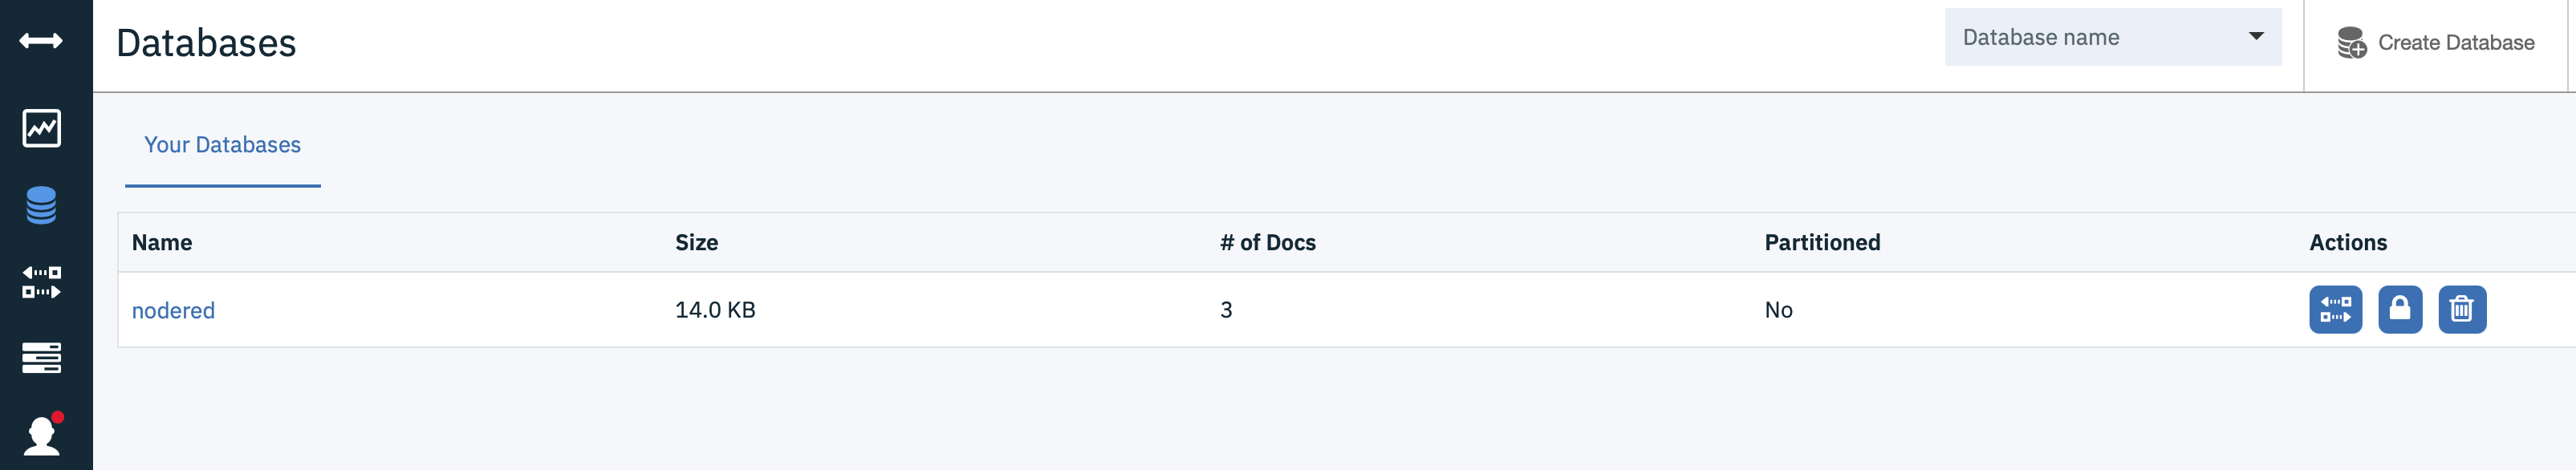 Databases
Database name
Create Database
Your Databases
Name Size # of Docs Partitioned Actions
nodered 14.0 KB 3 No